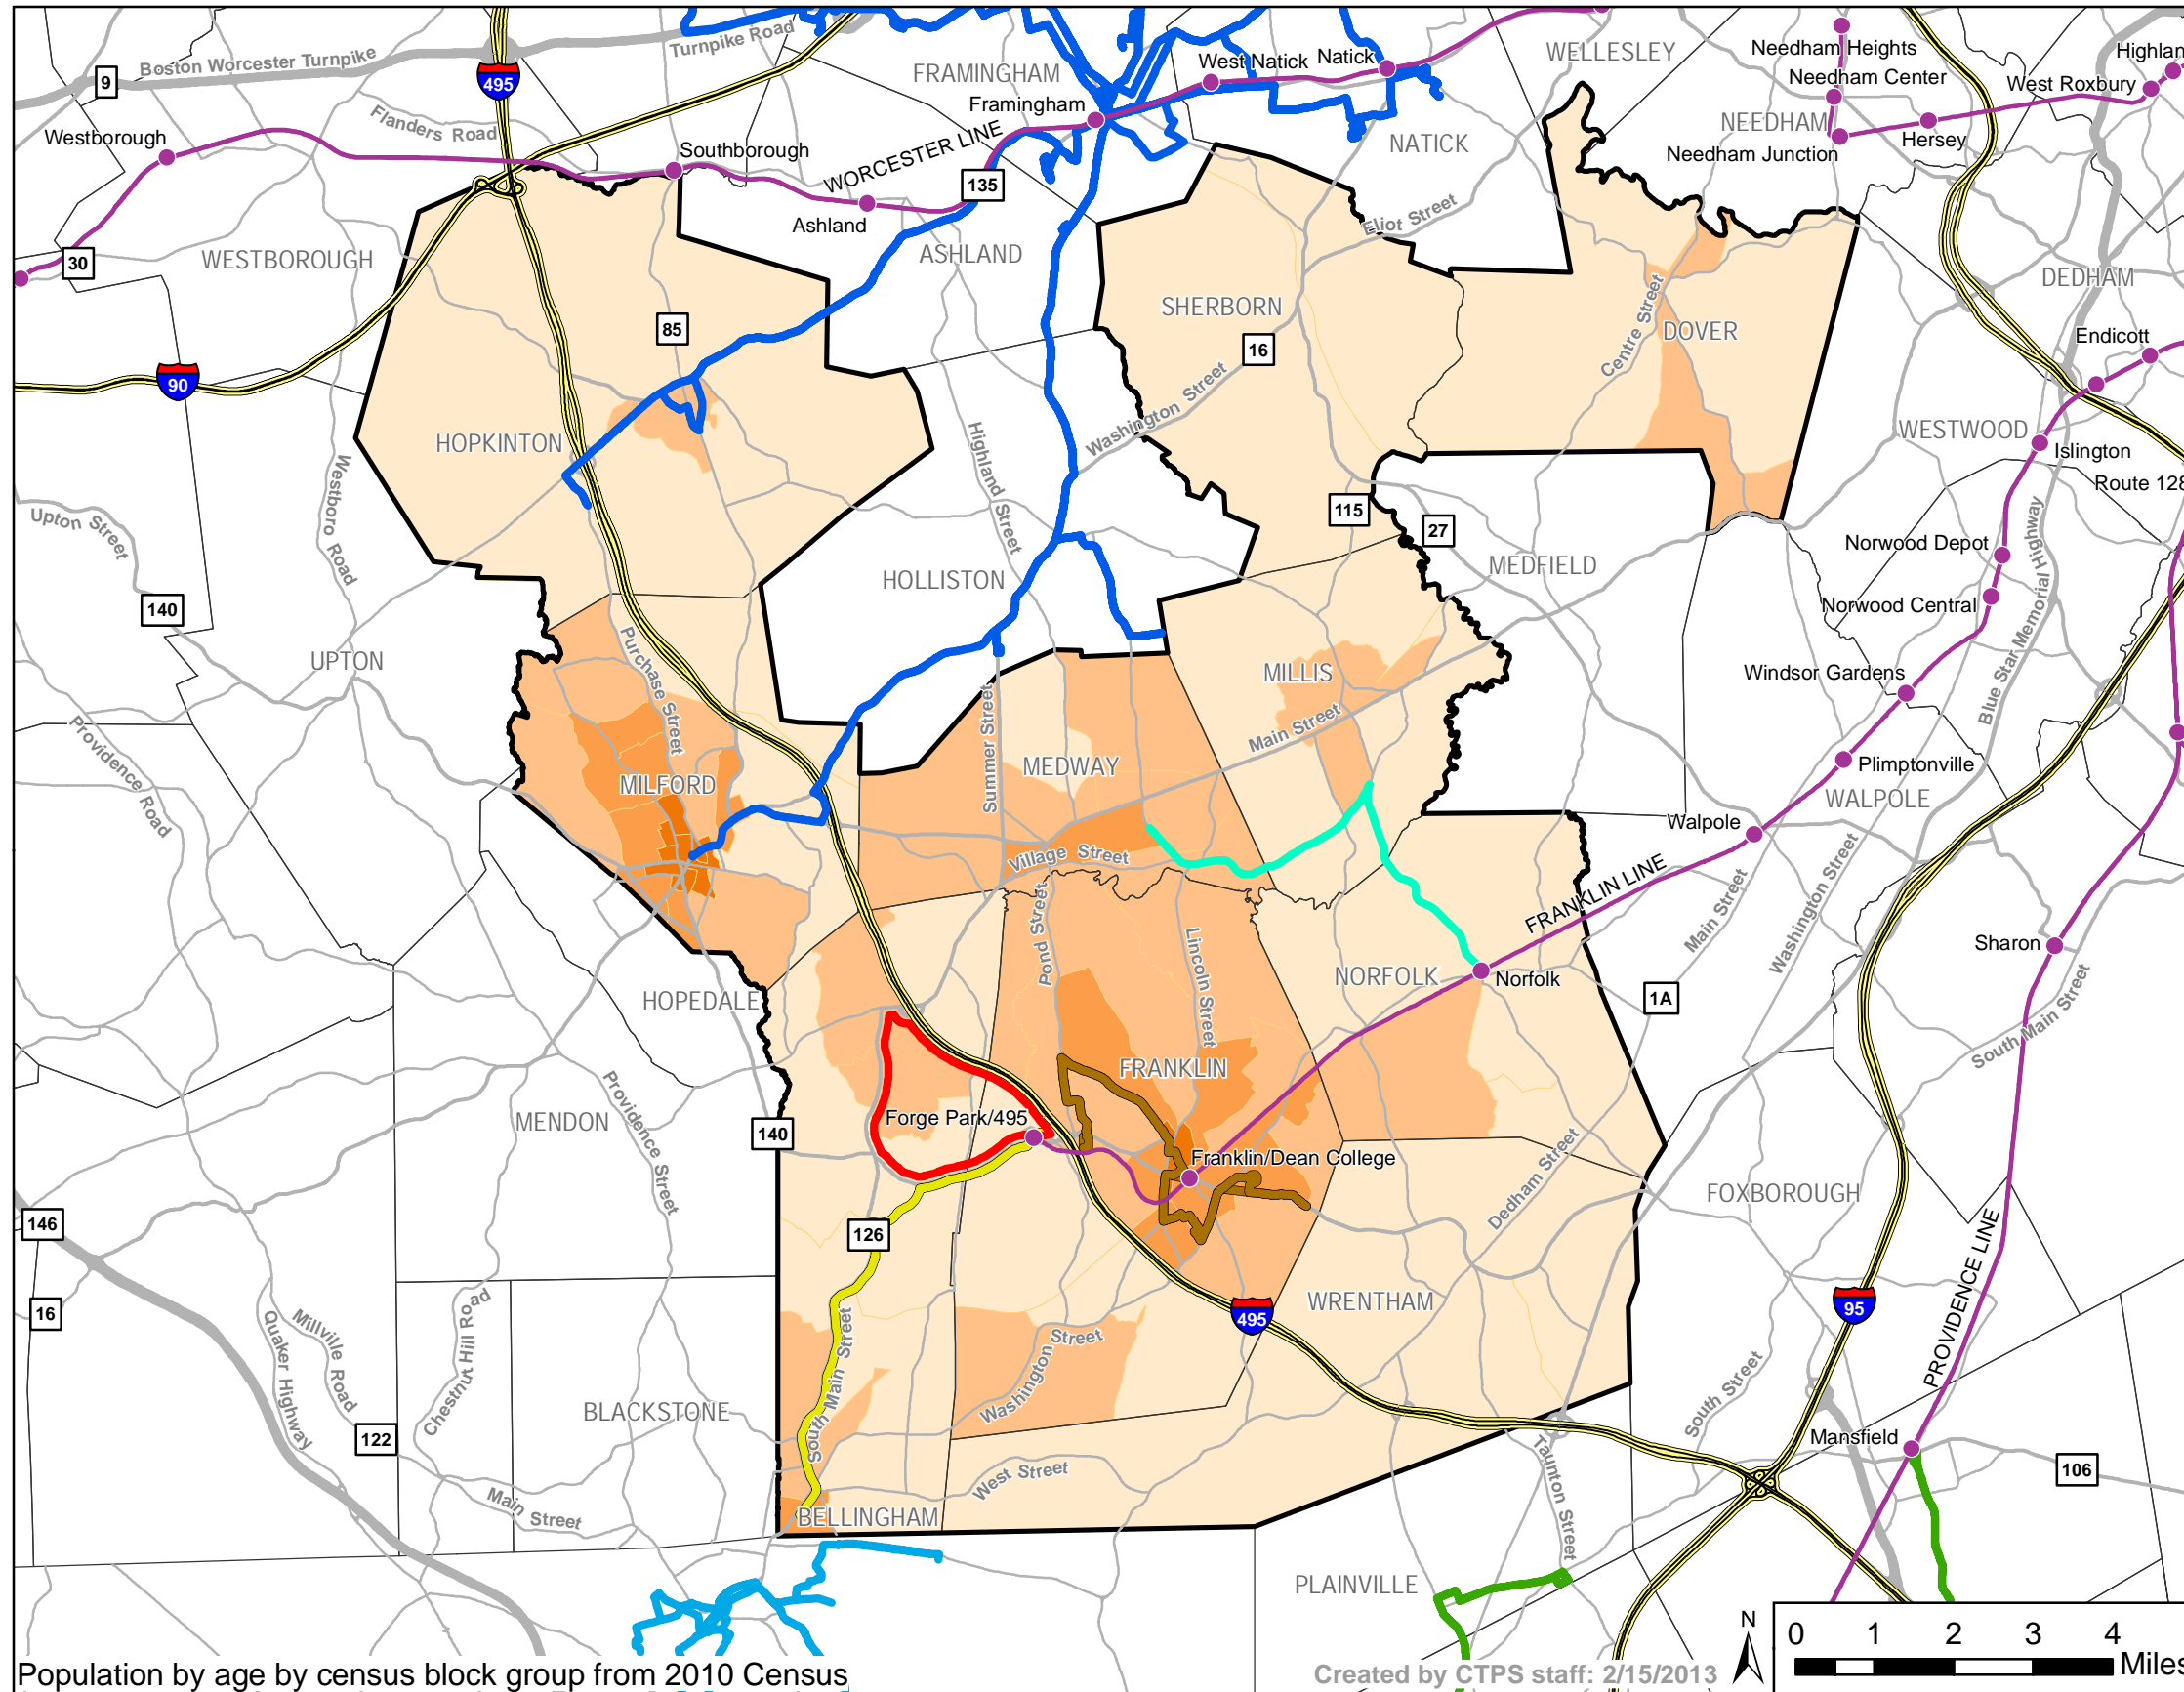 Boston Worcester Turnpike
Turnpike Road
9
495
Flanders Road
Westborough
Southborough
WORCESTER LINE
Ashland
135
FRAMINGHAM
Framingham
West Natick
Natick
NATICK
WELLESLEY
Needham Heights
Needham Center
NEEDHAM
Needham Junction
Hersey
West Roxbury
Highlan
30
WESTBOROUGH
ASHLAND
Eliot Street
SHERBORN
16
DEDHAM
Endicott
85
90
Centre Street
DOVER
Washington Street
HOPKINTON
Highland Street
WESTWOOD
Islington
Route 128
Westboro Road
Upton Street
115
27
Norwood Depot
MEDFIELD
HOLLISTON
140
Norwood Central
Blue Star Memorial Highway
UPTON
Purchase Street
MILLIS
Windsor Gardens
Summer Street
Main Street
Providence Road
MEDWAY
Plimptonville
MILFORD
WALPOLE
Walpole
Village Street
Washington Street
Main Street
FRANKLIN LINE
Pond Street
Lincoln Street
Sharon
NORFOLK
Norfolk
HOPEDALE
1A
South Main Street
FRANKLIN
MENDON
Providence Street
Forge Park/495
140
Franklin/Dean College
Dedham Street
FOXBOROUGH
146
126
16
Quaker Highway
Millville Road
Chestnut Hill Road
WRENTHAM
495
95
PROVIDENCE LINE
South Main Street
Washington Street
BLACKSTONE
South Street
122
Mansfield
106
Main Street
West Street
Taunton Street
BELLINGHAM
PLAINVILLE
N
0 1 2 3 4
Miles
Population by age by census block group from 2010 Census
Created by CTPS staff: 2/15/2013